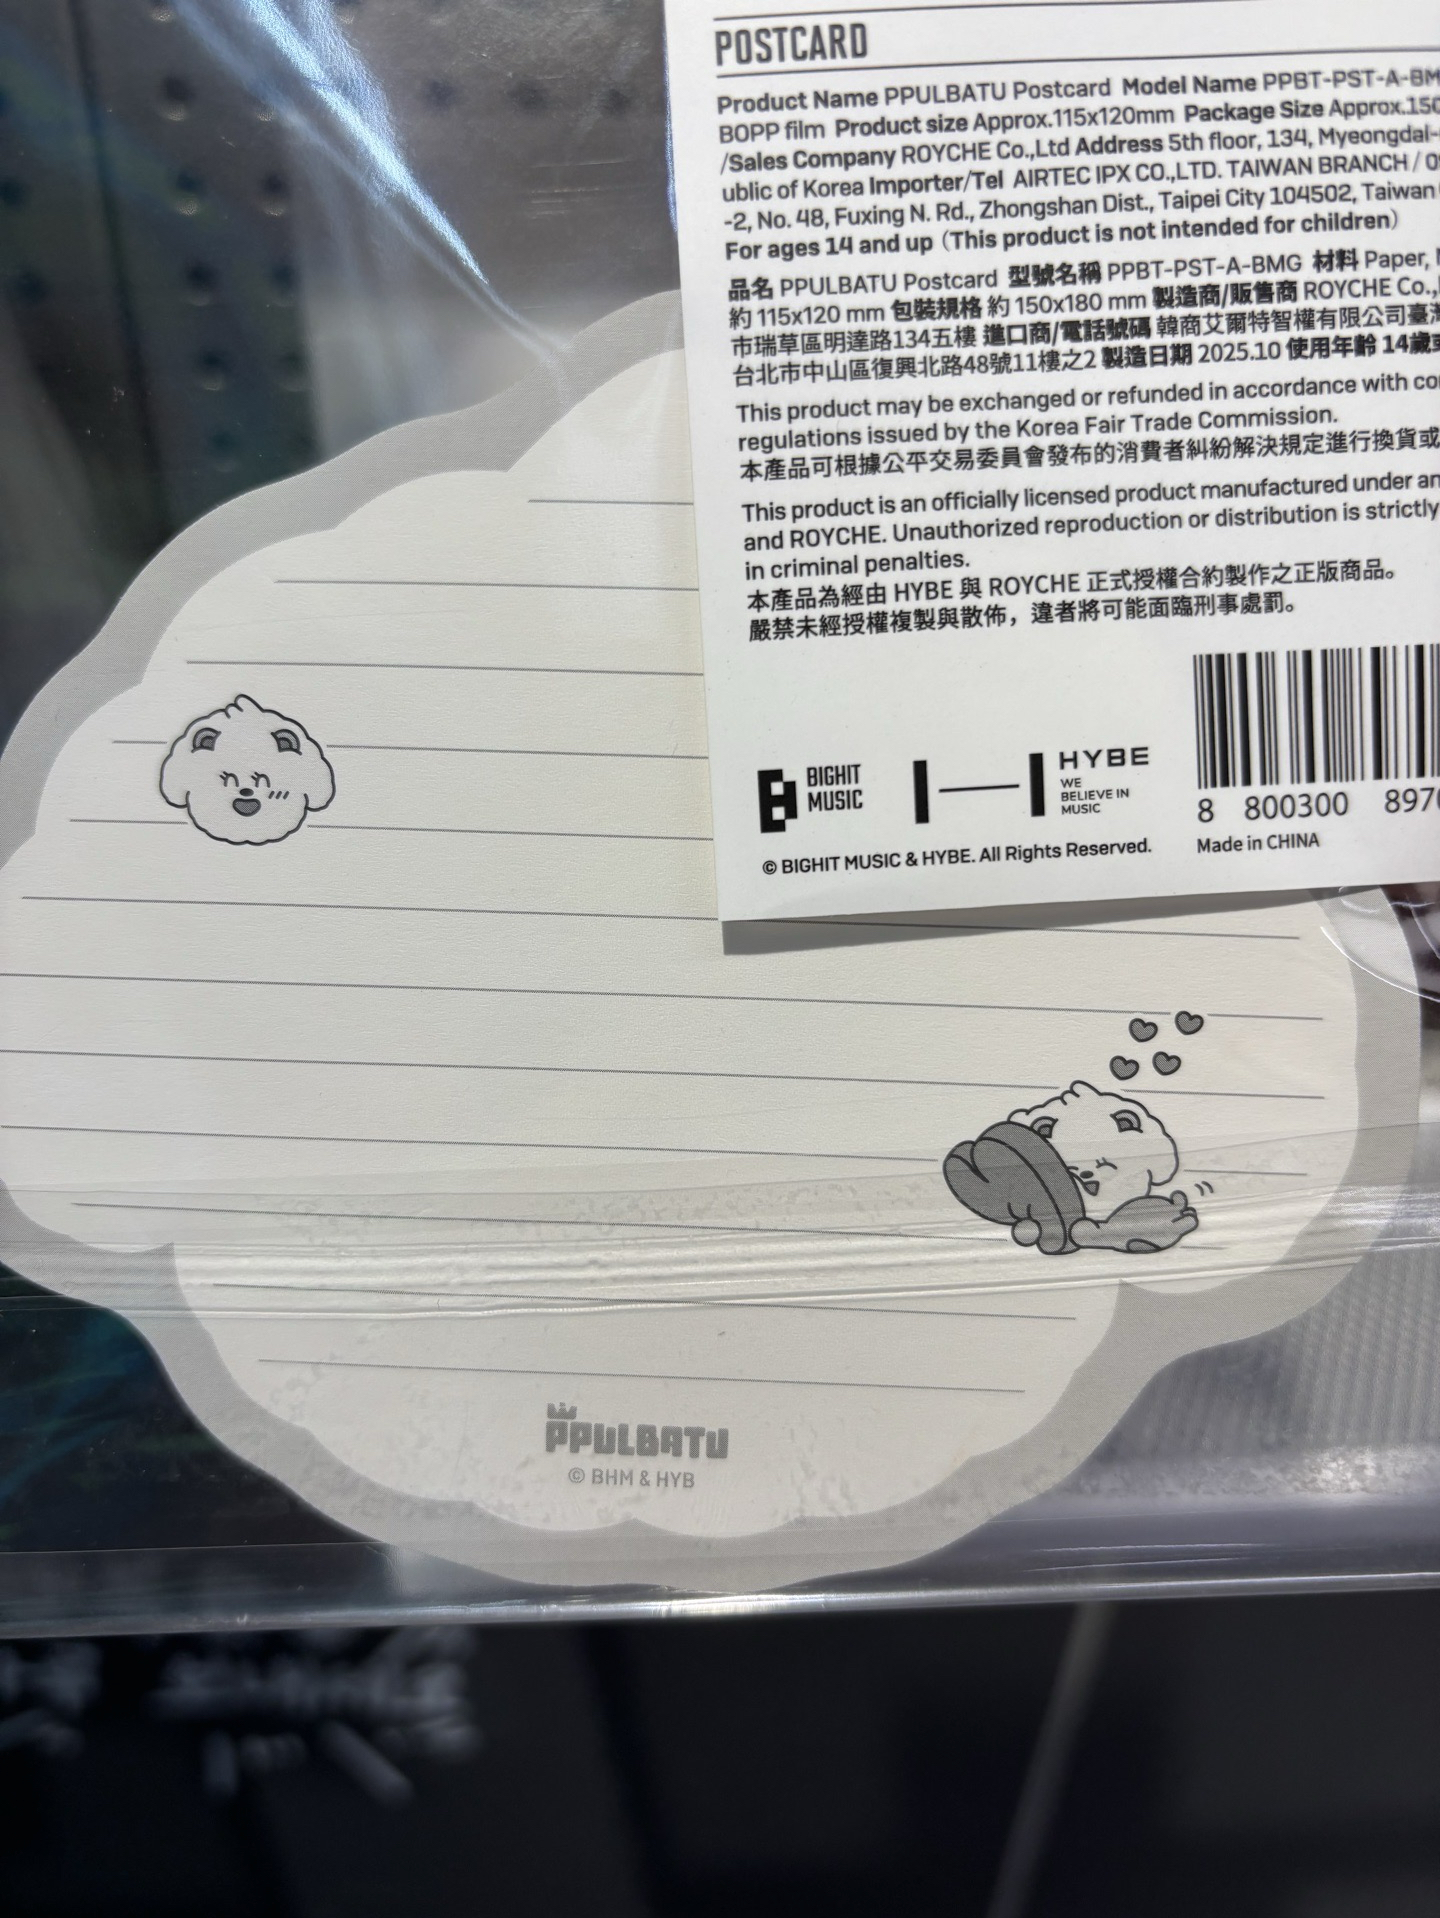 POSTCARD
Product Name PPULBATU Postcard Model Name PPBT-PST-A-BM
BOPP film Product size Approx.115x120mm Package Size Approx.150
/Sales Company ROYCHE Co.,Ltd Address 5th floor, 134, Myeongdal-
ublic of Korea Importer/Tel AIRTEC IPX CO.,LTD. TAIWAN BRANCH / 0
-2, No. 48, Fuxing N. Rd., Zhongshan Dist., Taipei City 104502, Taiwan
For ages 14 and up (This product is not intended for children)
品名 PPULBATU Postcard 型號名稱 PPBT-PST-A-BMG 材料 Paper,
約 115x120 mm 包裝規格 約 150x180 mm 製造商/販售商 ROYCHE Co.,
市瑞草區明達路134五樓 進口商/電話號碼 韓商艾爾特智權有限公司臺灣
台北市中山區復興北路48號11樓之2 製造日期 2025.10 使用年齡 14歲
This product may be exchanged or refunded in accordance with co
regulations issued by the Korea Fair Trade Commission.
本產品可根據公平交易委員會發布的消費者糾紛解決規定進行換貨或
This product is an officially licensed product manufactured under an
and ROYCHE. Unauthorized reproduction or distribution is strictly
in criminal penalties.
本產品為經由 HYBE 與 ROYCHE 正式授權合約製作之正版商品。
嚴禁未經授權複製與散佈，違者將可能面臨刑事處罰。
BIGHIT
MUSIC
HYBE
WE
BELIEVE IN
MUSIC
8 800300 897
© BIGHIT MUSIC & HYBE. All Rights Reserved.
Made in CHINA
PPULBATU
© BHM & HYB